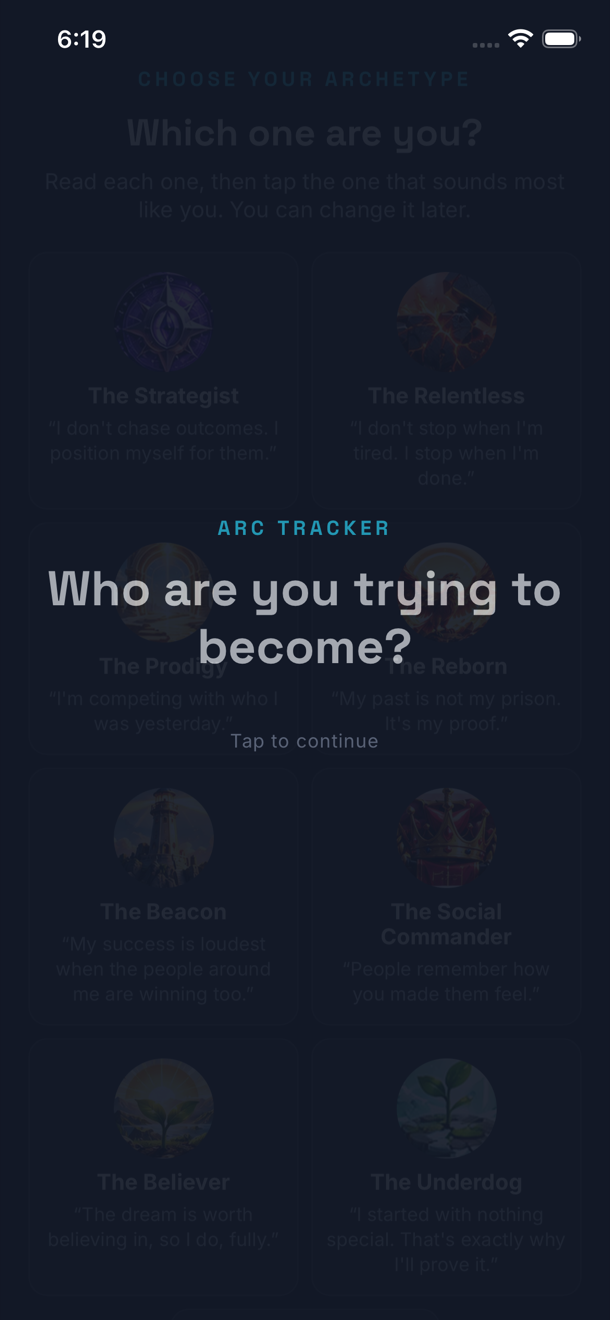 6:19
CHOOSE YOUR ARCHETYPE
Which one are you?
Read each one, then tap the one that sounds most
like you. You can change it later.
The Strategist
"I don't chase outcomes. I
position myself for them."
The Relentless
"I don't stop when I'm
tired. I stop when I'm
done."
ARC TRACKER
Who are you trying to
become?
Tap to continue
The Prodigy
"I'm competing with who I
was yesterday."
The Reborn
"My past is not my prison.
It's my proof."
The Beacon
"My success is loudest
when the people around
me are winning too."
The Social
Commander
"People remember how
you made them feel."
The Believer
"The dream is worth
believing in, so I do, fully."
The Underdog
"I started with nothing
special. That's exactly why
I'll prove it."